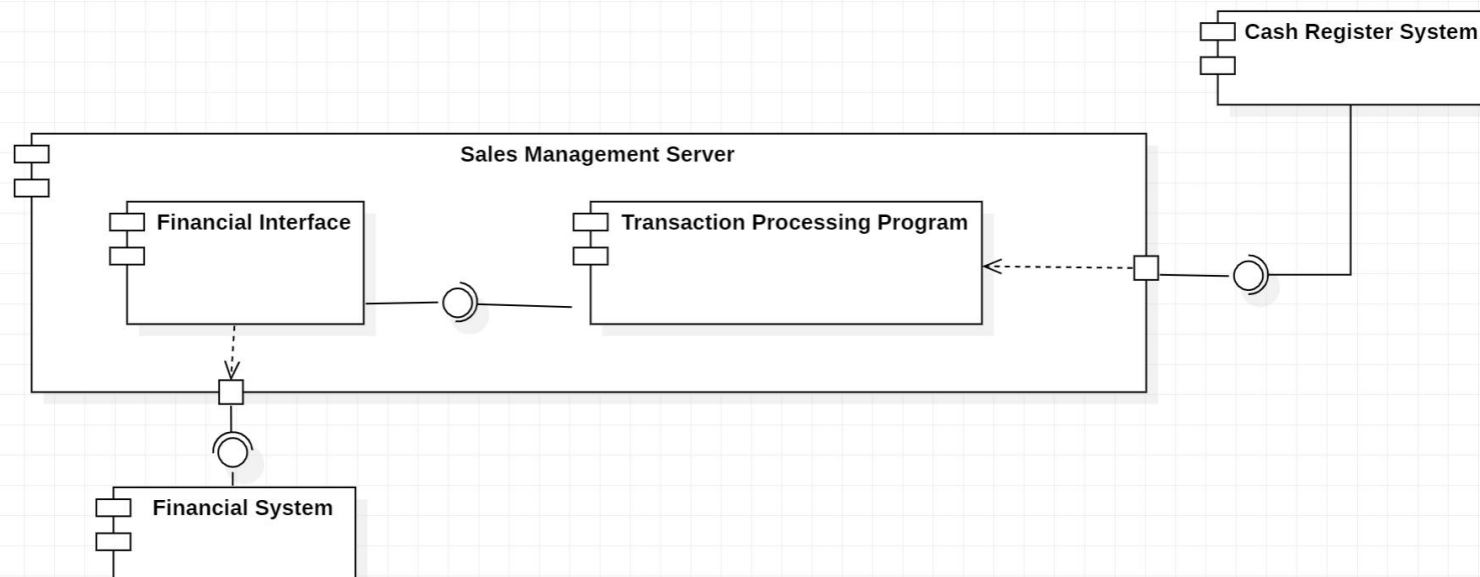 Cash Register System
Sales Management Server
Financial Interface
Transaction Processing Program
Financial System